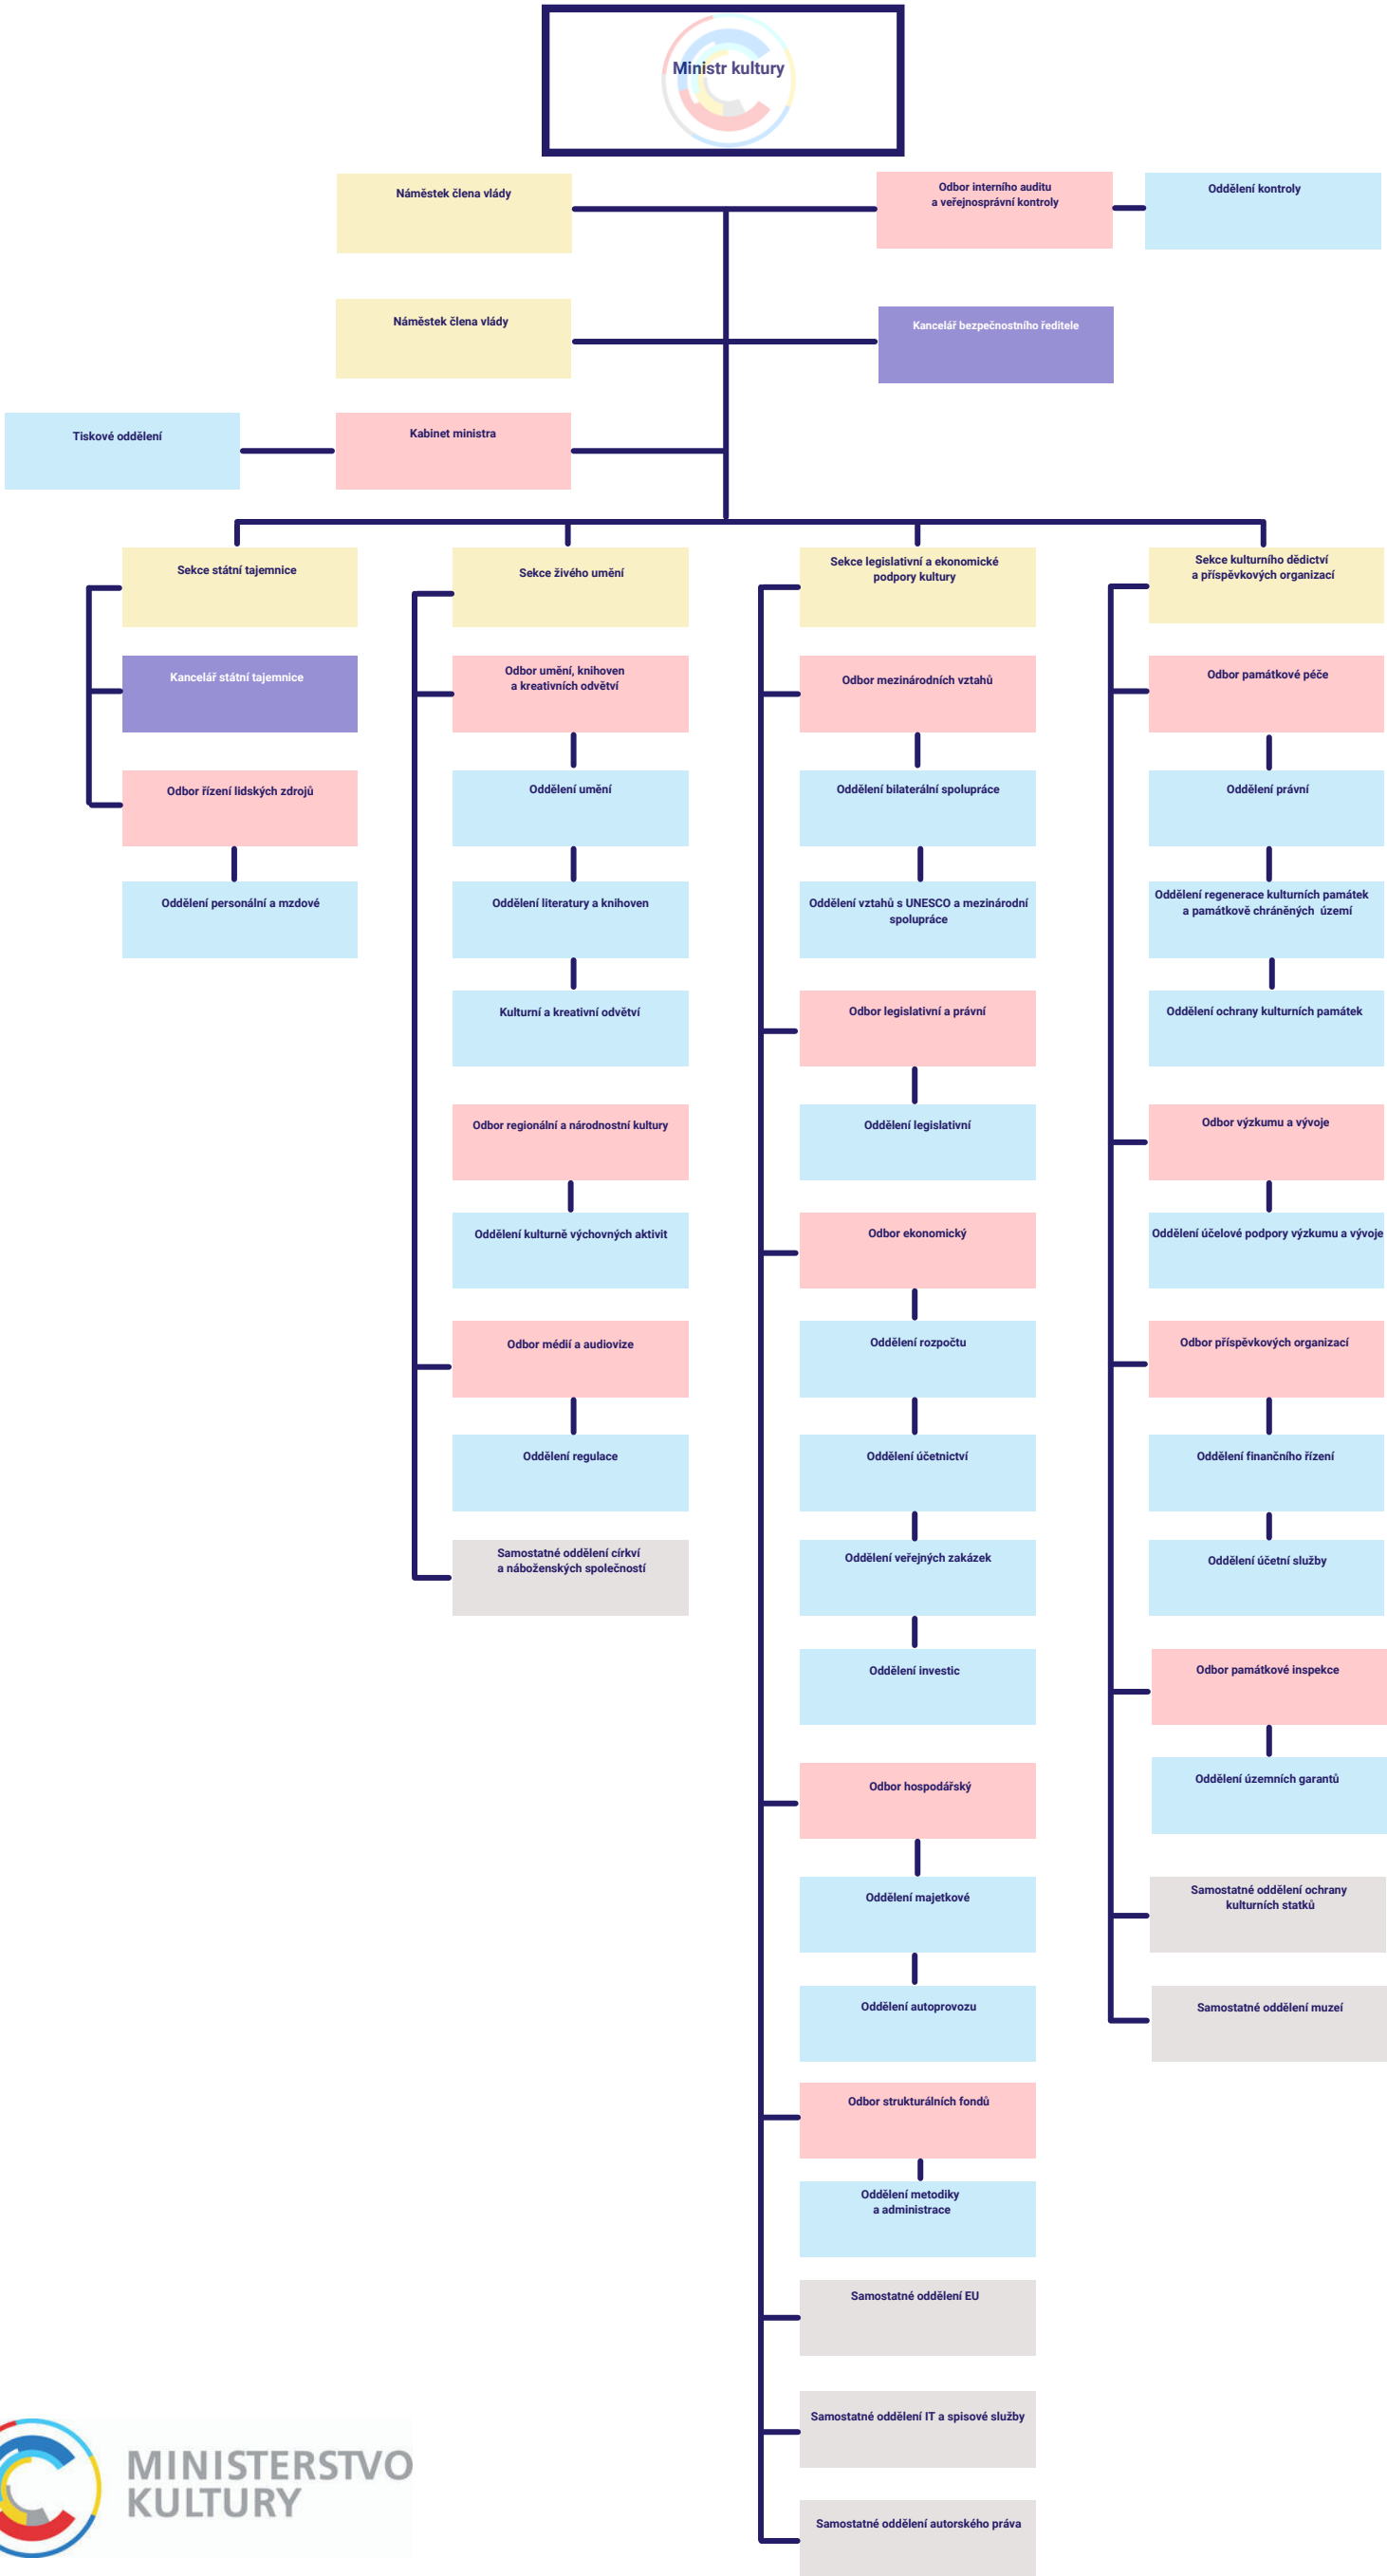 Ministr kultury
Náměstek člena vlády
Odbor interního auditu
a veřejnosprávní kontroly
Oddělení kontroly
Náměstek člena vlády
Kancelář bezpečnostního ředitele
Tiskové oddělení
Kabinet ministra
Sekce státní tajemnice
Kancelář státní tajemnice
Odbor řízení lidských zdrojů
Oddělení personální a mzdové
Sekce živého umění
Odbor umění, knihoven
a kreativních odvětví
Oddělení umění
Oddělení literatury a knihoven
Kulturní a kreativní odvětví
Odbor regionální a národnostní kultury
Oddělení kulturně výchovných aktivit
Odbor médií a audiovize
Oddělení regulace
Samostatné oddělení církví
a náboženských společností
Sekce legislativní a ekonomické
podpory kultury
Odbor mezinárodních vztahů
Oddělení bilaterální spolupráce
Oddělení vztahů s UNESCO a mezinárodní
spolupráce
Odbor legislativní a právní
Oddělení legislativní
Odbor ekonomický
Oddělení rozpočtu
Oddělení účetnictví
Oddělení veřejných zakázek
Oddělení investic
Odbor hospodářský
Oddělení majetkové
Oddělení autoprovozu
Odbor strukturálních fondů
Oddělení metodiky
a administrace
Samostatné oddělení EU
Samostatné oddělení IT a spisové služby
Samostatné oddělení autorského práva
Sekce kulturního dědictví
a příspěvkových organizací
Odbor památkové péče
Oddělení právní
Oddělení regenerace kulturních památek
a památkově chráněných území
Oddělení ochrany kulturních památek
Odbor výzkumu a vývoje
Oddělení účelové podpory výzkumu a vývoje
Odbor příspěvkových organizací
Oddělení finančního řízení
Oddělení účetní služby
Odbor památkové inspekce
Oddělení územních garantů
Samostatné oddělení ochrany
kulturních statků
Samostatné oddělení muzeí
MINISTERSTVO
KULTURY